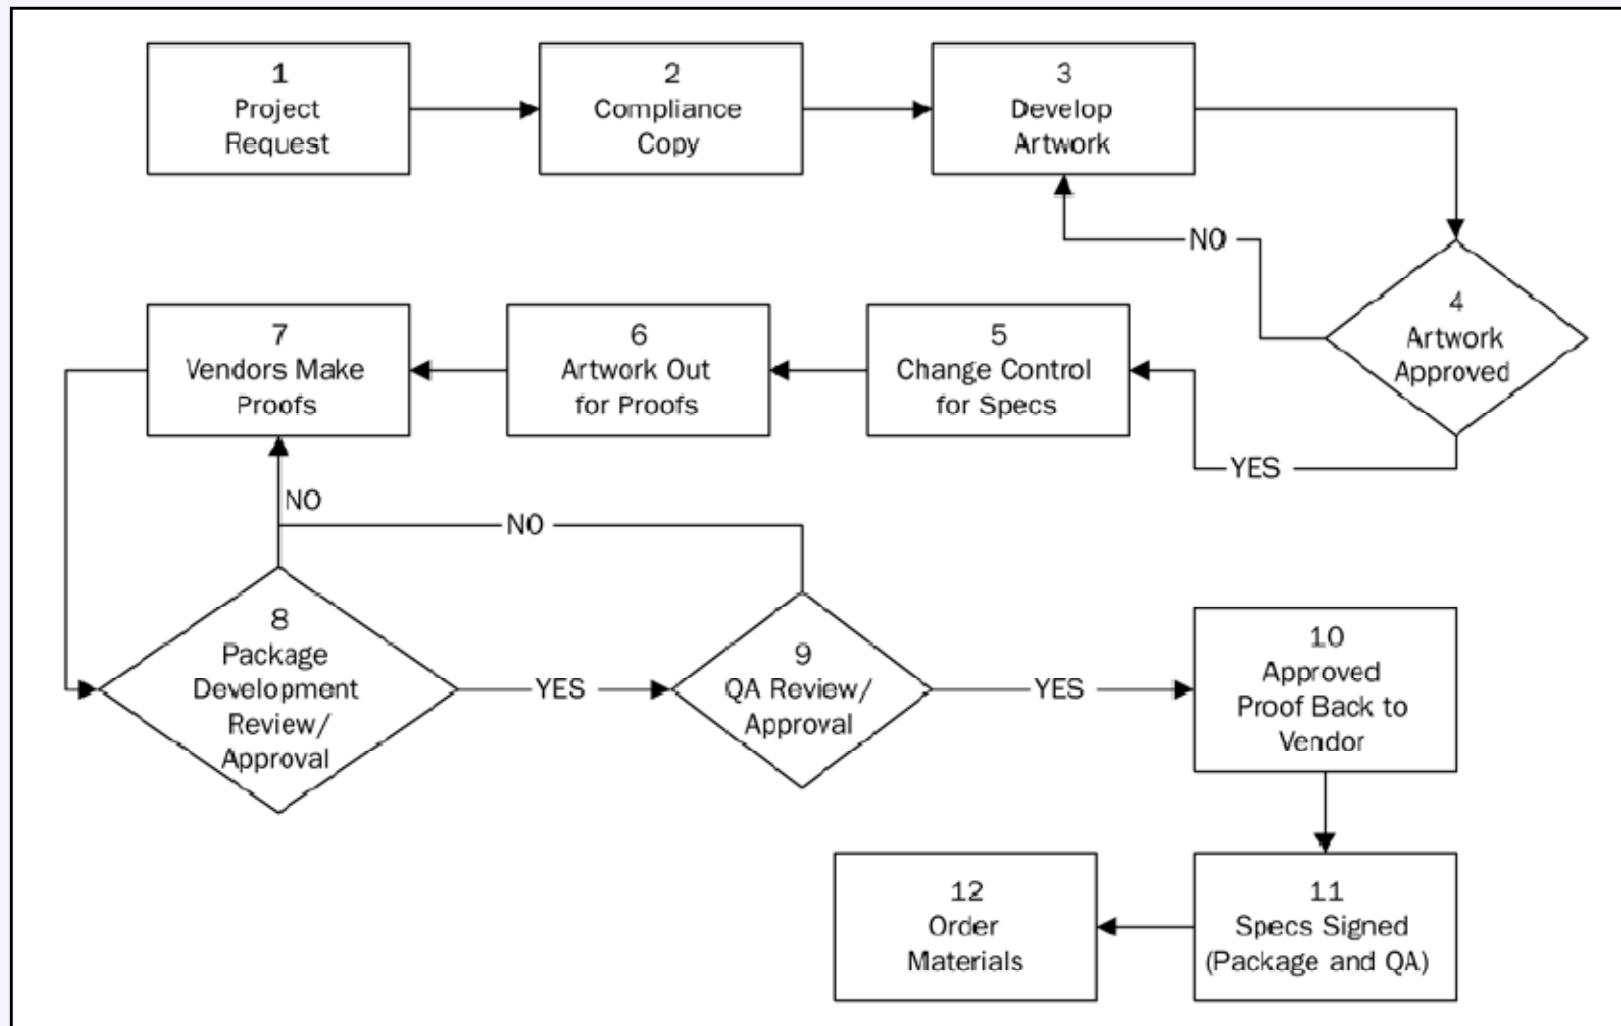 1
Project
Request
2
Compliance
Copy
3
Develop
Artwork
NO
4
Artwork
Approved
YES
5
Change Control
for Specs
6
Artwork Out
for Proofs
7
Vendors Make
Proofs
NO
NO
8
Package
Development
Review/
Approval
YES
9
QA Review/
Approval
YES
10
Approved
Proof Back to
Vendor
11
Specs Signed
(Package and QA)
12
Order
Materials